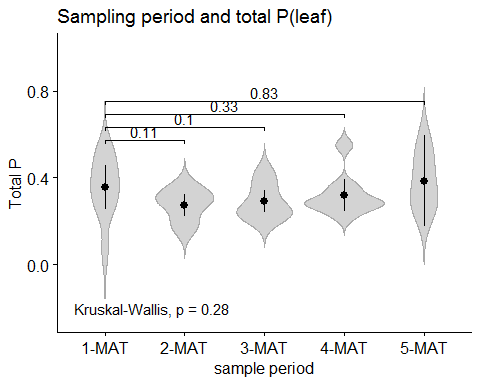 Sampling period and total P(leaf)
0.8
0.4
0.0
Total P
0.83
0.33
0.1
0.11
Kruskal-Wallis, p = 0.28
1-MAT 2-MAT 3-MAT 4-MAT 5-MAT
sample period